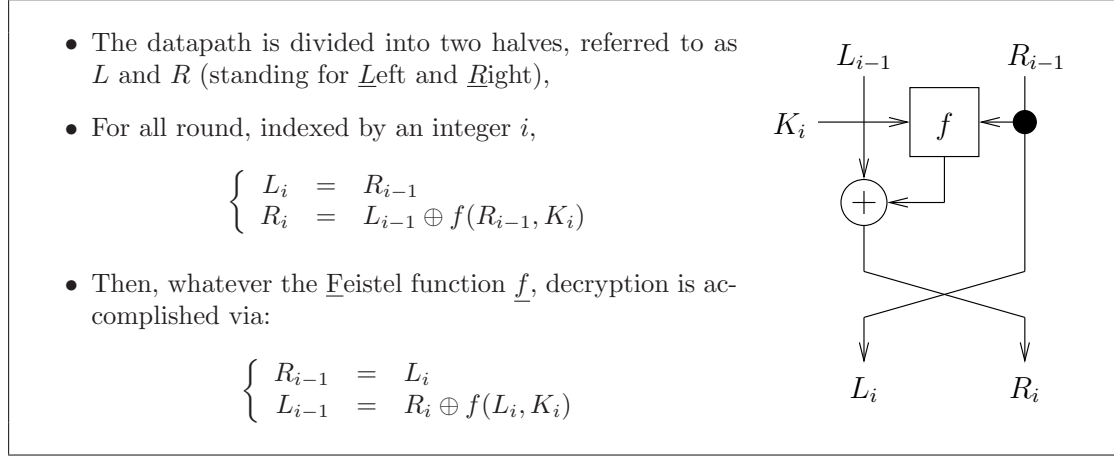 • The datapath is divided into two halves, referred to as
L and R (standing for Left and Right),
• For all round, indexed by an integer i,
{ L_i = R_{i−1}
R_i = L_{i−1} ⊕ f(R_{i−1}, K_i)
• Then, whatever the Feistel function f, decryption is ac-
complished via:
{ R_{i−1} = L_i
L_{i−1} = R_i ⊕ f(L_i, K_i)
L_{i−1} R_{i−1}
K_i f
+
L_i R_i